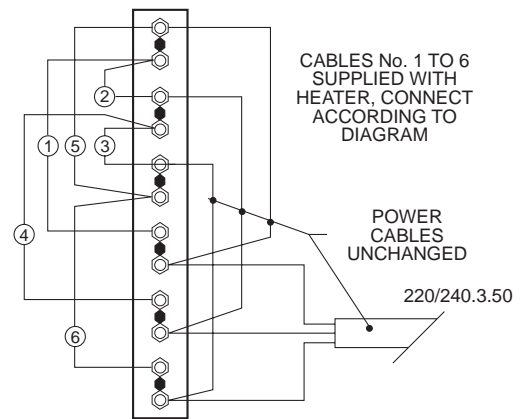 CABLES No. 1 TO 6
SUPPLIED WITH
HEATER, CONNECT
ACCORDING TO
DIAGRAM
2
1
5
3
4
6
POWER
CABLES
UNCHANGED
220/240.3.50